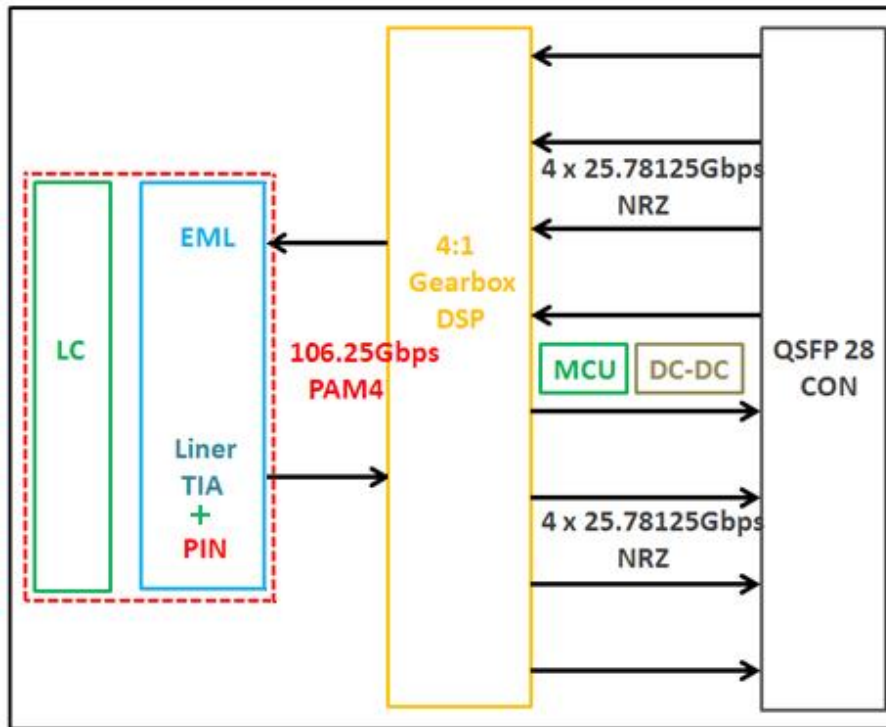 EML
Liner
TIA
+
PIN
LC
106.25Gbps
PAM4
4:1
Gearbox
DSP
4 x 25.78125Gbps
NRZ
MCU
DC-DC
4 x 25.78125Gbps
NRZ
QSFP 28
CON